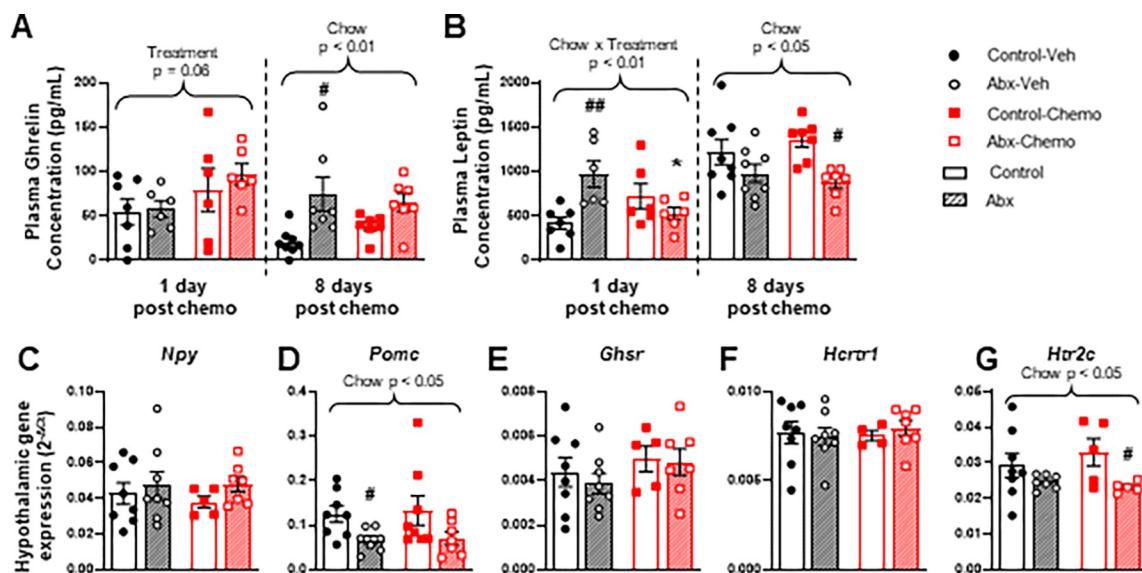 A
B
Treatment
p = 0.06
Chow
p < 0.01
Chow x Treatment
p < 0.01
Chow
p < 0.05
Plasma Ghrelin
Concentration (pg/mL)
200
150
100
50
0
#
1 day
post chemo
8 days
post chemo
Plasma Leptin
Concentration (pg/mL)
2000
1500
1000
500
0
##
*
#
1 day
post chemo
8 days
post chemo
Control-Veh
Abx-Veh
Control-Chemo
Abx-Chemo
Control
Abx
C
Npy
D
Pomc
E
Ghsr
F
Hcrtr1
G
Htr2c
Hypothalamic gene
expression (2^-ΔCt)
0.10
0.08
0.06
0.04
0.02
0.00
Chow p < 0.05
0.4
0.3
0.2
0.1
0.0
#
0.008
0.006
0.004
0.002
0.000
0.010
0.005
0.000
Chow p < 0.05
0.06
0.05
0.04
0.03
0.02
0.01
0.00
#